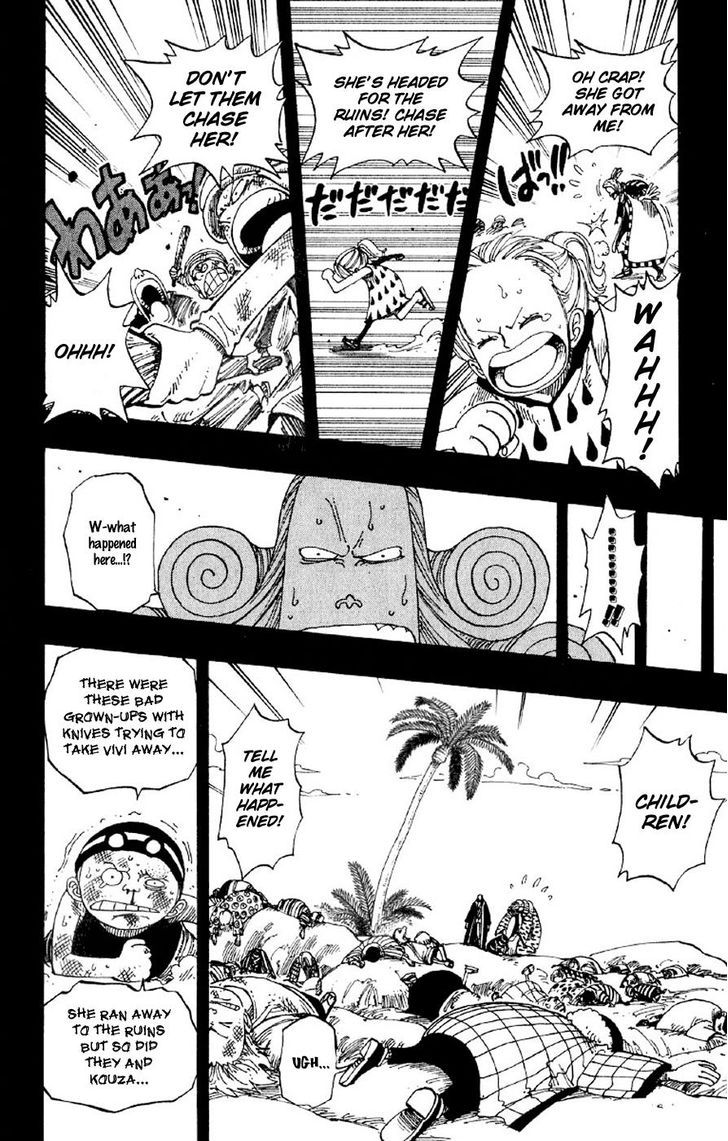 OH CRAP!
SHE GOT
AWAY FROM
ME!
ばっ!!
WAHHH!
SHE'S HEADED
FOR THE
RUINS! CHASE
AFTER HER!
だだだだだ
DON'T
LET THEM
CHASE
HER!
わあああっ!
OHHH!
..........!!
W-what
happened
here...!?
CHILD-
REN!
TELL
ME
WHAT
HAPP-
ENED!
UGH...
THERE WERE
THESE BAD
GROWN-UPS WITH
KNIVES TRYING TO
TAKE VIVI AWAY...
SHE RAN AWAY
TO THE RUINS
BUT SO DID
THEY AND
KOUZA...